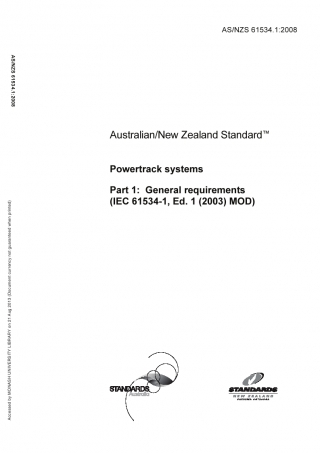 AS/NZS 61534.1:2008
AS/NZS 61534.1:2008
Australian/New Zealand Standard™
Powertrack systems
Part 1: General requirements
(IEC 61534-1, Ed. 1 (2003) MOD)
Accessed by MONASH UNIVERSITY LIBRARY on 21 Aug 2010 (Document currency not guaranteed when printed)
STANDARDS
Australia
STANDARDS
NEW ZEALAND